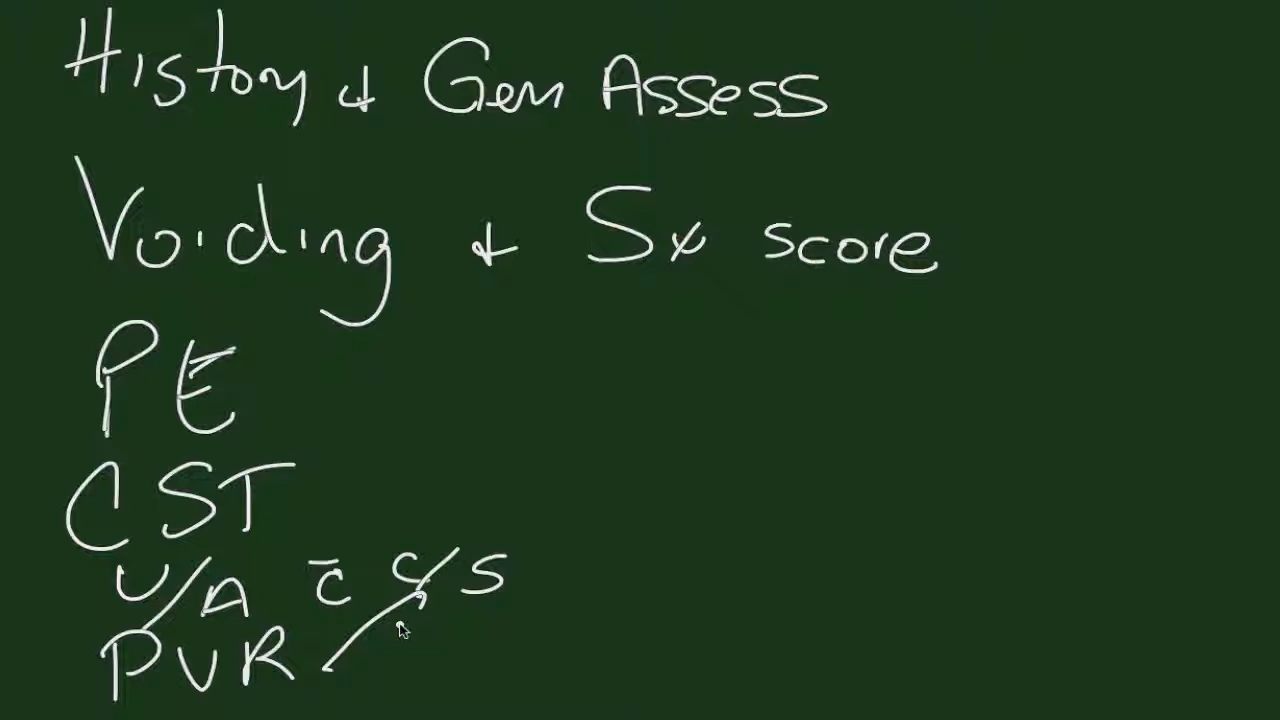 History & Gen Assess
Voiding & Sx score
PE
CST
U/A c̄ C/S
PVR